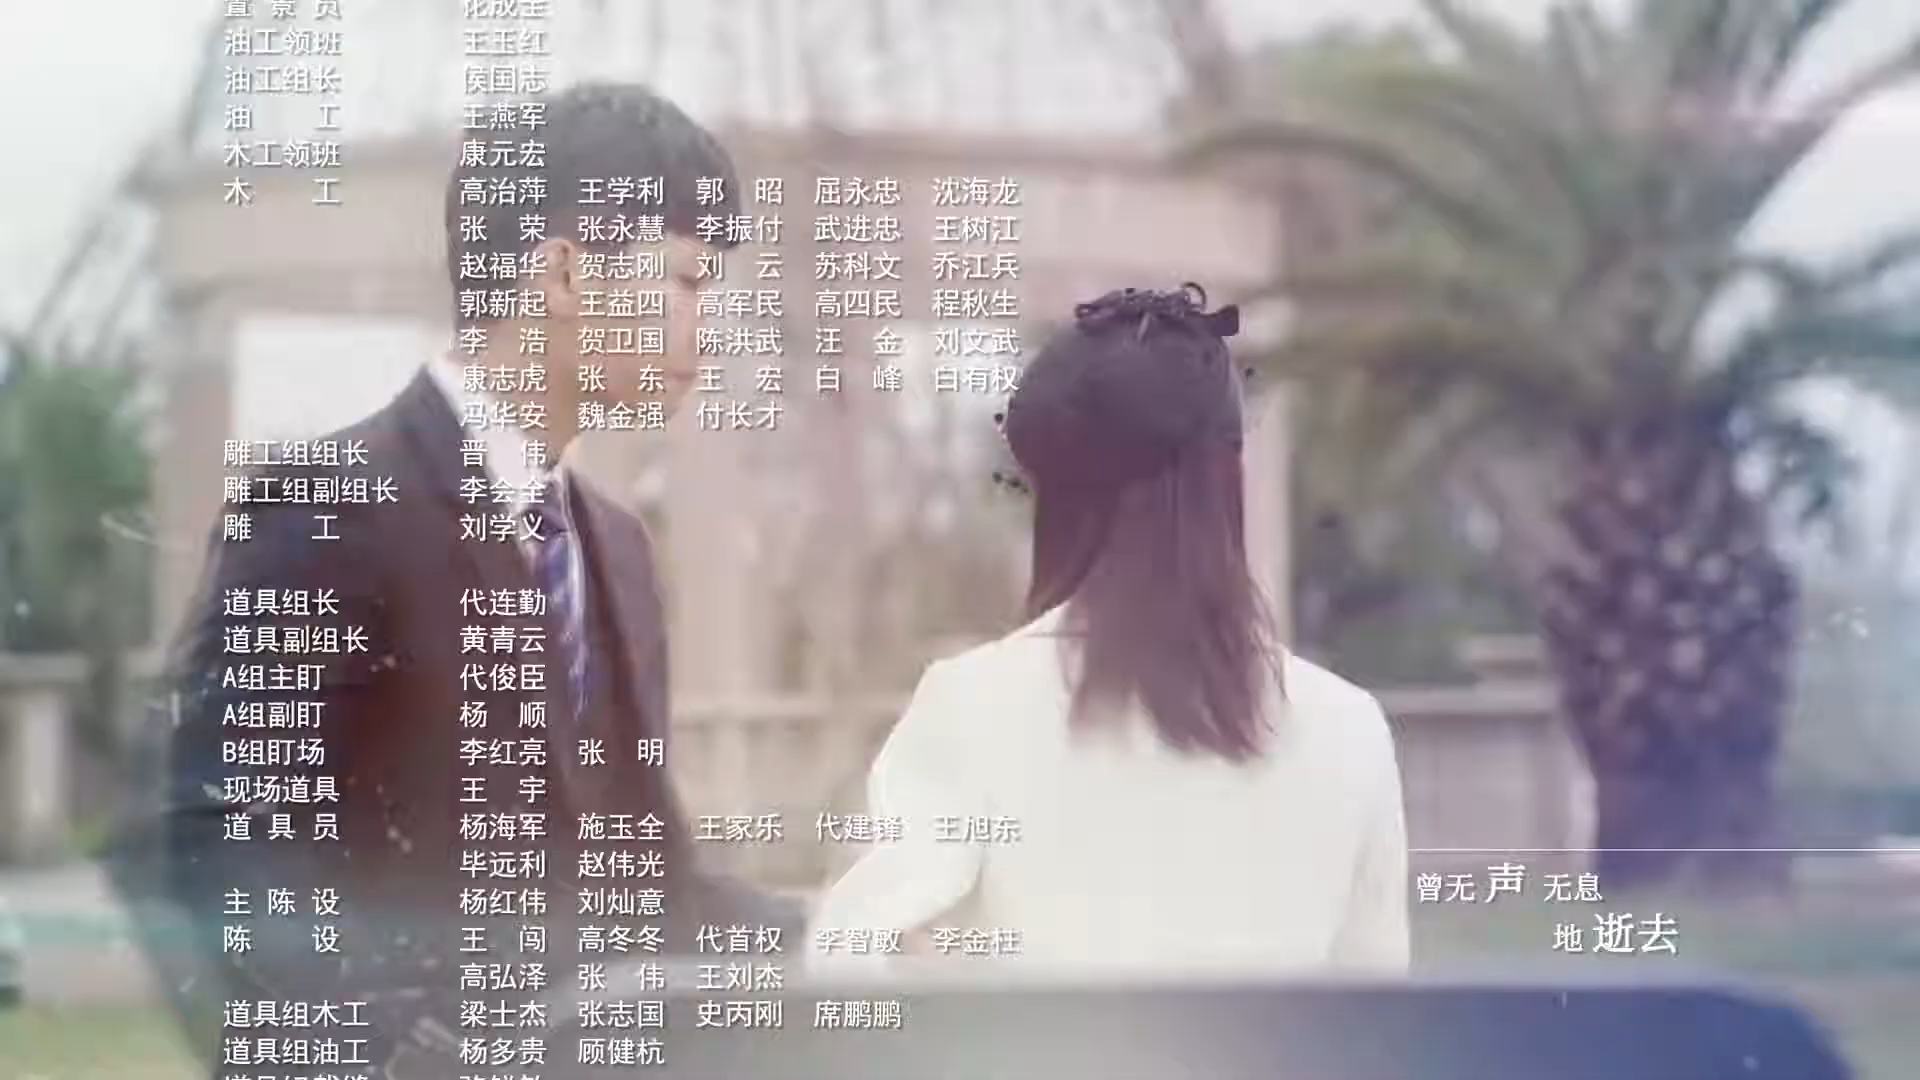 置 景 员 化成全
油工领班 王玉红
油工组长 侯国志
油 工 王燕军
木工领班 康元宏
木 工 高治萍 王学利 郭 昭 屈永忠 沈海龙
张 荣 张永慧 李振付 武进忠 王树江
赵福华 贺志刚 刘 云 苏科文 乔江兵
郭新起 王益四 高军民 高四民 程秋生
李 浩 贺卫国 陈洪武 汪 金 刘文武
康志虎 张 东 王 宏 白 峰 白有权
冯华安 魏金强 付长才
雕工组组长 晋 伟
雕工组副组长 李会全
雕 工 刘学义
道具组长 代连勤
道具副组长 黄青云
A组主盯 代俊臣
A组副盯 杨 顺
B组盯场 李红亮 张 明
现场道具 王 宇
道 具 员 杨海军 施玉全 王家乐 代建锋 王旭东
毕远利 赵伟光
主 陈 设 杨红伟 刘灿意
陈 设 王 闯 高冬冬 代首权 李智敏 李金柱
高弘泽 张 伟 王刘杰
道具组木工 梁士杰 张志国 史丙刚 席鹏鹏
道具组油工 杨多贵 顾健杭
曾无声无息
地逝去